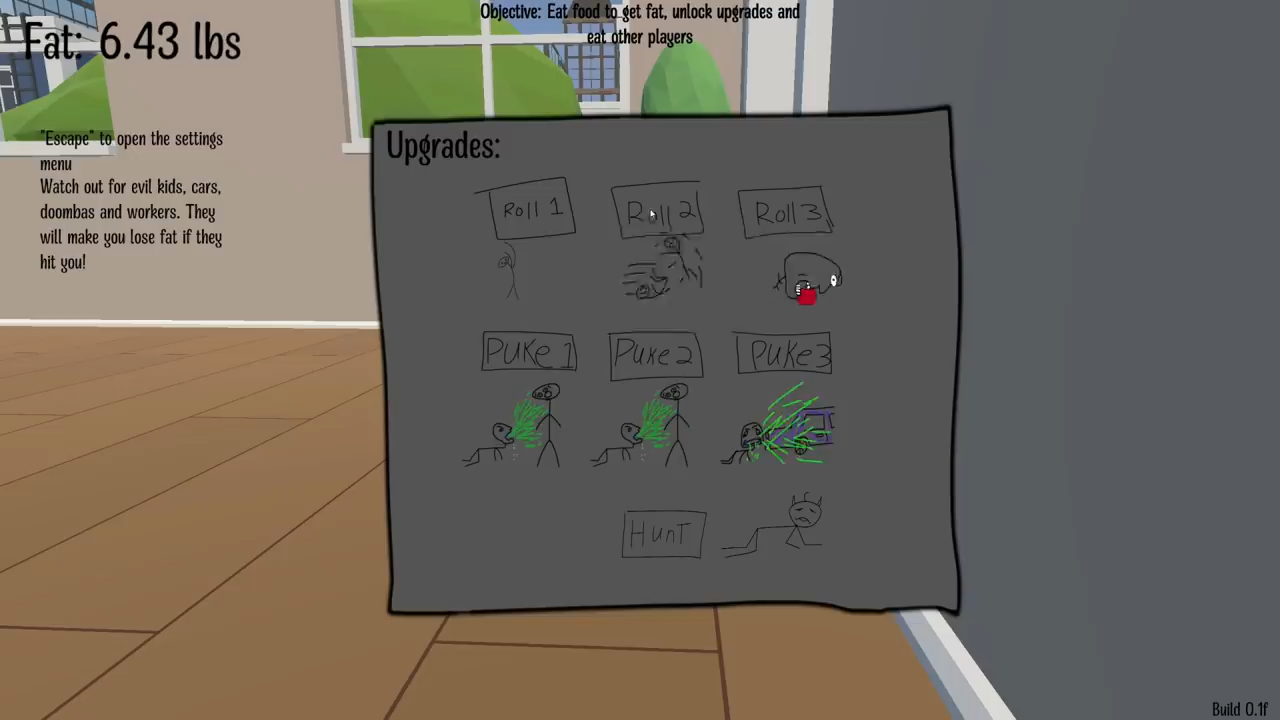 Objective: Eat food to get fat, unlock upgrades and
eat other players
Fat: 6.43 lbs
"Escape" to open the settings
menu
Watch out for evil kids, cars,
doombas and workers. They
will make you lose fat if they
hit you!
Upgrades:
Roll 1 Roll 2 Roll 3
PUKe 1 PUKe 2 PUKe3
HunT
Build 0.1f